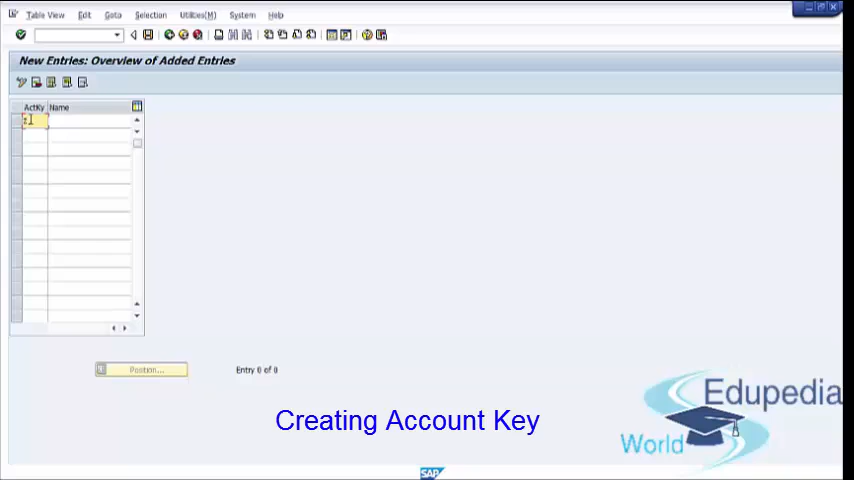 Table View Edit Goto Selection Utilities(M) System Help
New Entries: Overview of Added Entries
ActKy Name
Position...
Entry 0 of 0
Creating Account Key
Edupedia
World
SAP